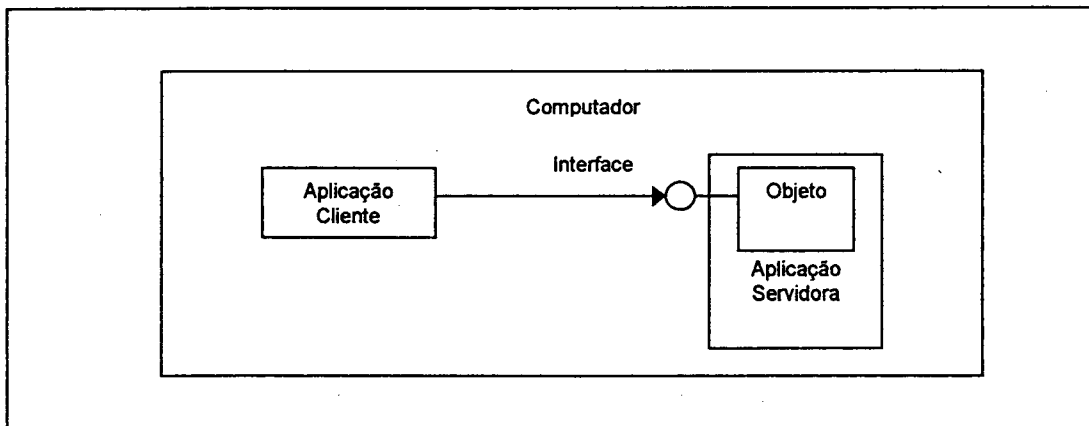 Computador
Interface
Aplicação
Cliente
Objeto
Aplicação
Servidora